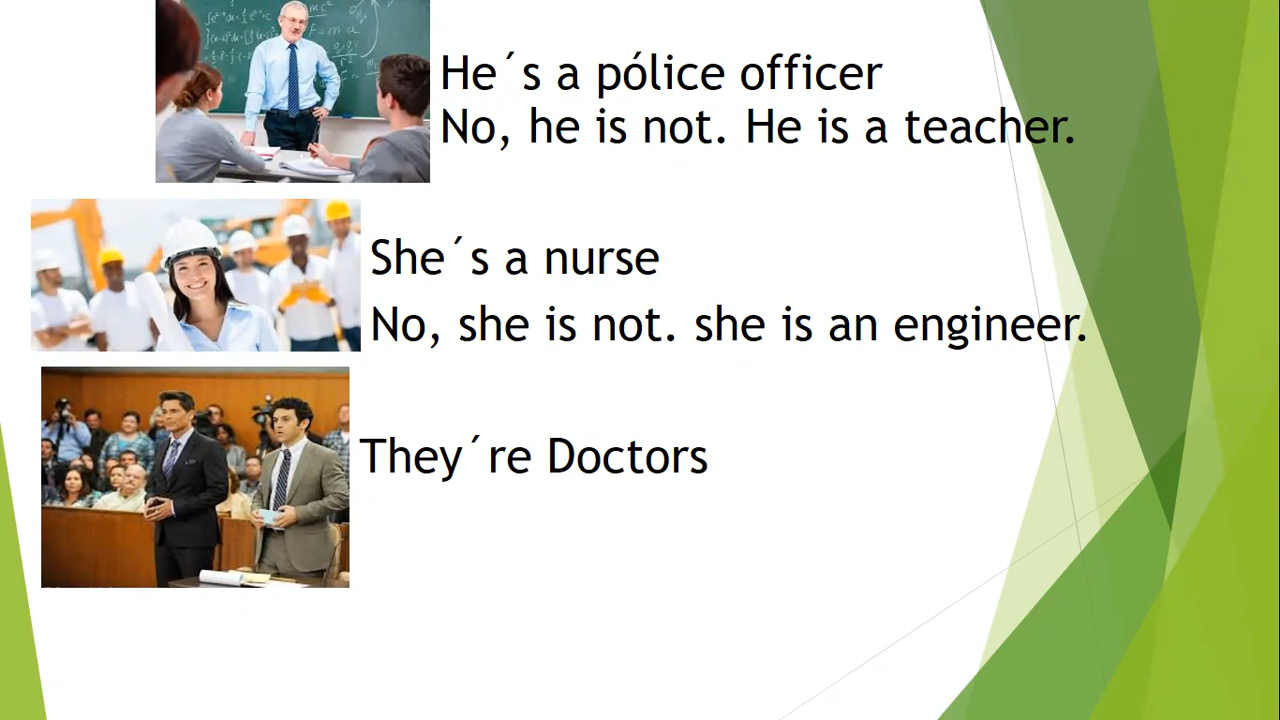 He´s a pólice officer
No, he is not. He is a teacher.
She´s a nurse
No, she is not. she is an engineer.
They´re Doctors